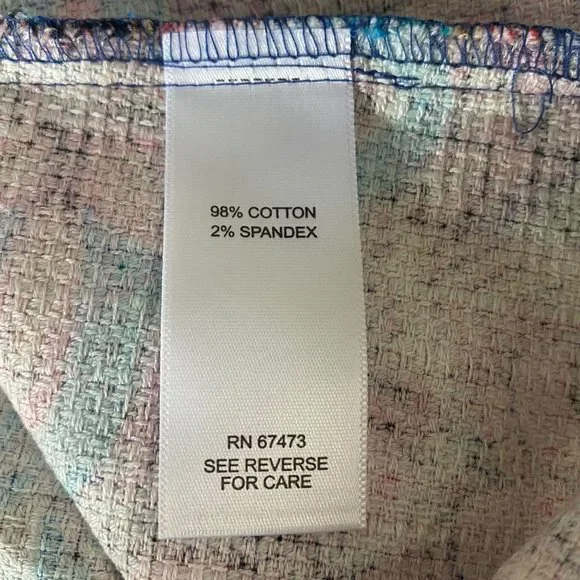 98% COTTON
2% SPANDEX
RN 67473
SEE REVERSE
FOR CARE